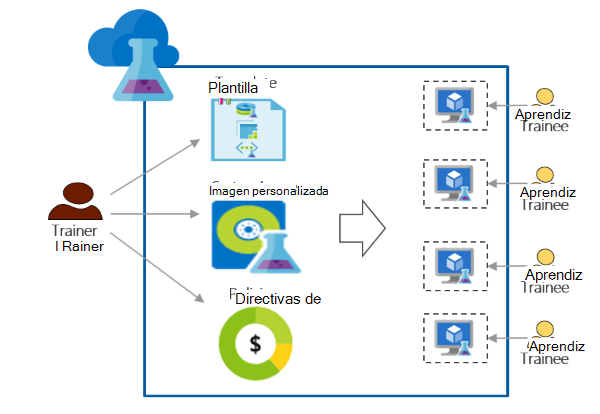 Plantilla
Imagen personalizada
Directivas de
$
Trainer
I Rainer
Aprendiz
Trainee
Aprendiz
Trainee
Aprendiz
Trainee
Aprendiz
Trainee